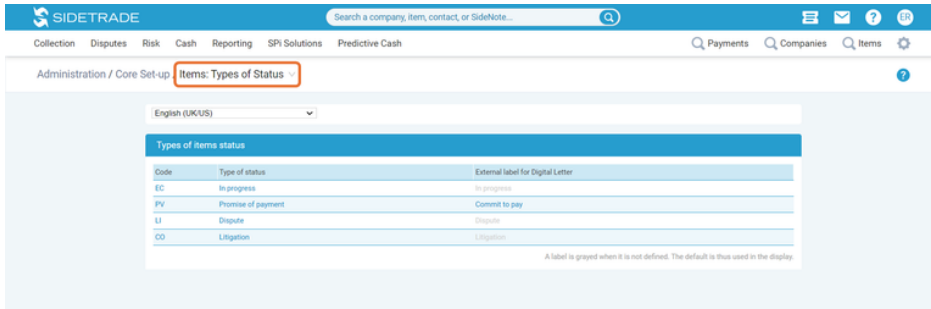 SIDETRADE Search a company, item, contact, or SideNote... ? ER
Collection Disputes Risk Cash Reporting SPi Solutions Predictive Cash Payments Companies Items
Administration / Core Set-up / Items: Types of Status ?
English (UK/US)
Types of items status
Code Type of status External label for Digital Letter
EC In progress In progress
PV Promise of payment Commit to pay
LI Dispute Dispute
CO Litigation Litigation
A label is grayed when it is not defined. The default is thus used in the display.